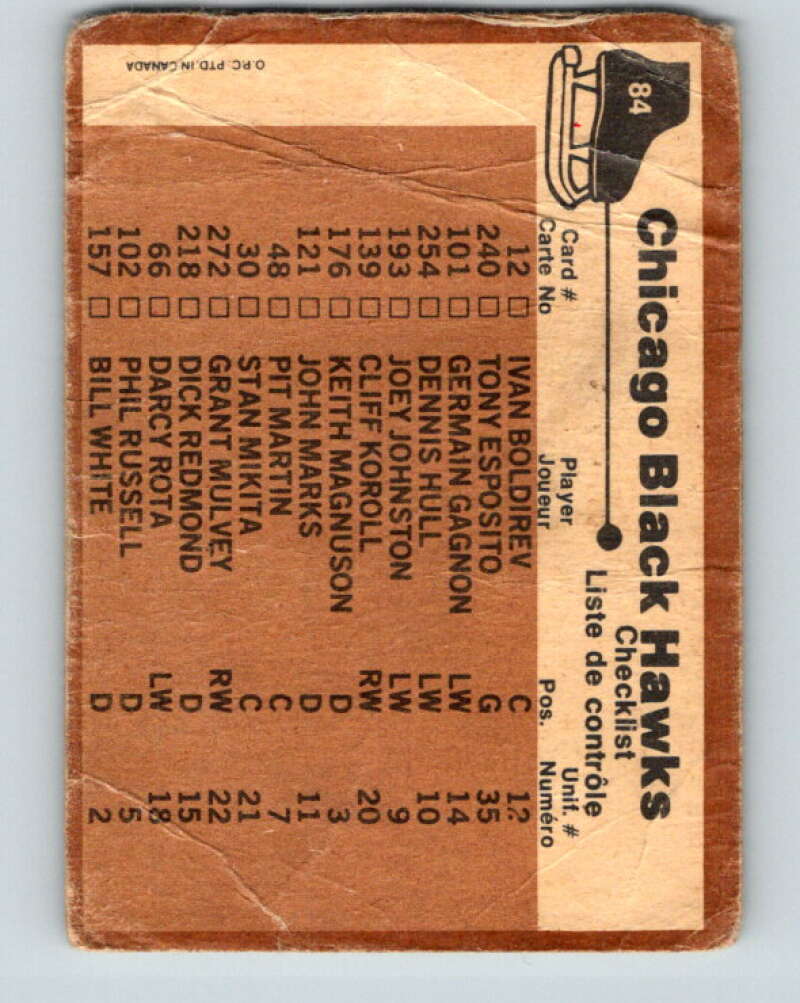 84
Chicago Black Hawks
Checklist
Liste de contrôle
Card # Player Pos. Unif. #
Carte No Joueur Numéro
12 □ IVAN BOLDIREV C 12
240 □ TONY ESPOSITO G 35
101 □ GERMAIN GAGNON LW 14
254 □ DENNIS HULL LW 10
193 □ JOEY JOHNSTON LW 9
139 □ CLIFF KOROLL RW 20
176 □ KEITH MAGNUSON D 3
121 □ JOHN MARKS D 11
48 □ PIT MARTIN C 7
30 □ STAN MIKITA C 21
272 □ GRANT MULVEY RW 22
218 □ DICK REDMOND D 15
66 □ DARCY ROTA LW 18
102 □ PHIL RUSSELL D 5
157 □ BILL WHITE D 2
O.P.C. PTD. IN CANADA